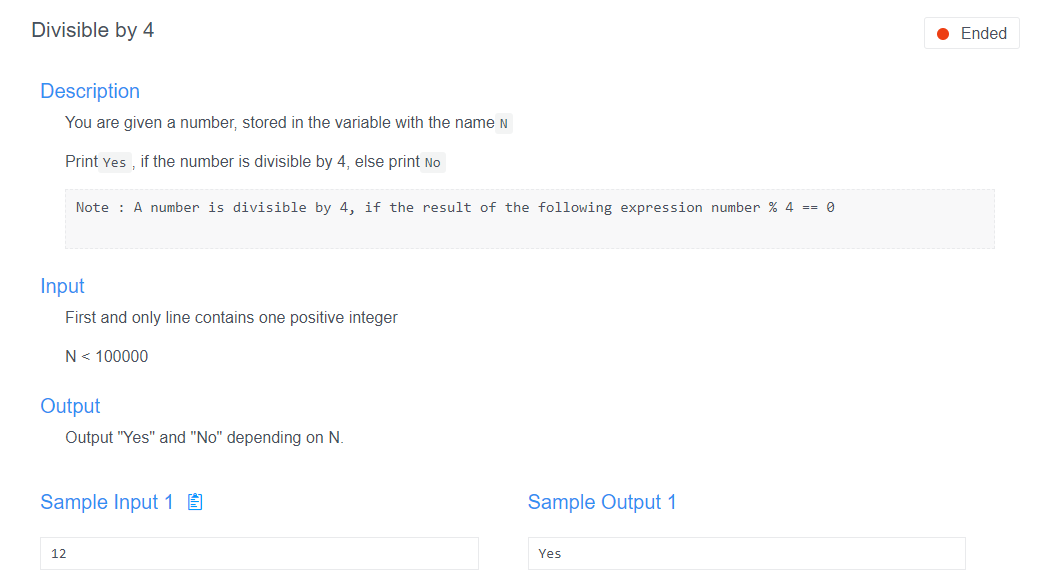 Divisible by 4
Ended
Description
You are given a number, stored in the variable with the name N
Print Yes , if the number is divisible by 4, else print No
Note : A number is divisible by 4, if the result of the following expression number % 4 == 0
Input
First and only line contains one positive integer
N < 100000
Output
Output "Yes" and "No" depending on N.
Sample Input 1
Sample Output 1
12
Yes